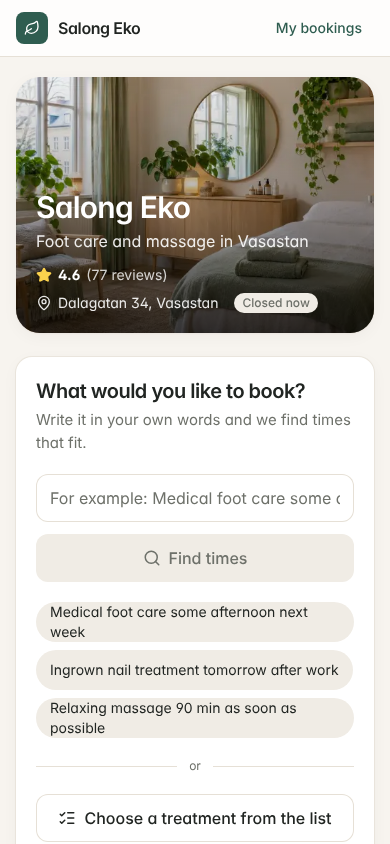 Salong Eko
My bookings
Salong Eko
Foot care and massage in Vasastan
4.6 (77 reviews)
Dalagatan 34, Vasastan
Closed now
What would you like to book?
Write it in your own words and we find times
that fit.
For example: Medical foot care some
Find times
Medical foot care some afternoon next
week
Ingrown nail treatment tomorrow after work
Relaxing massage 90 min as soon as
possible
or
Choose a treatment from the list